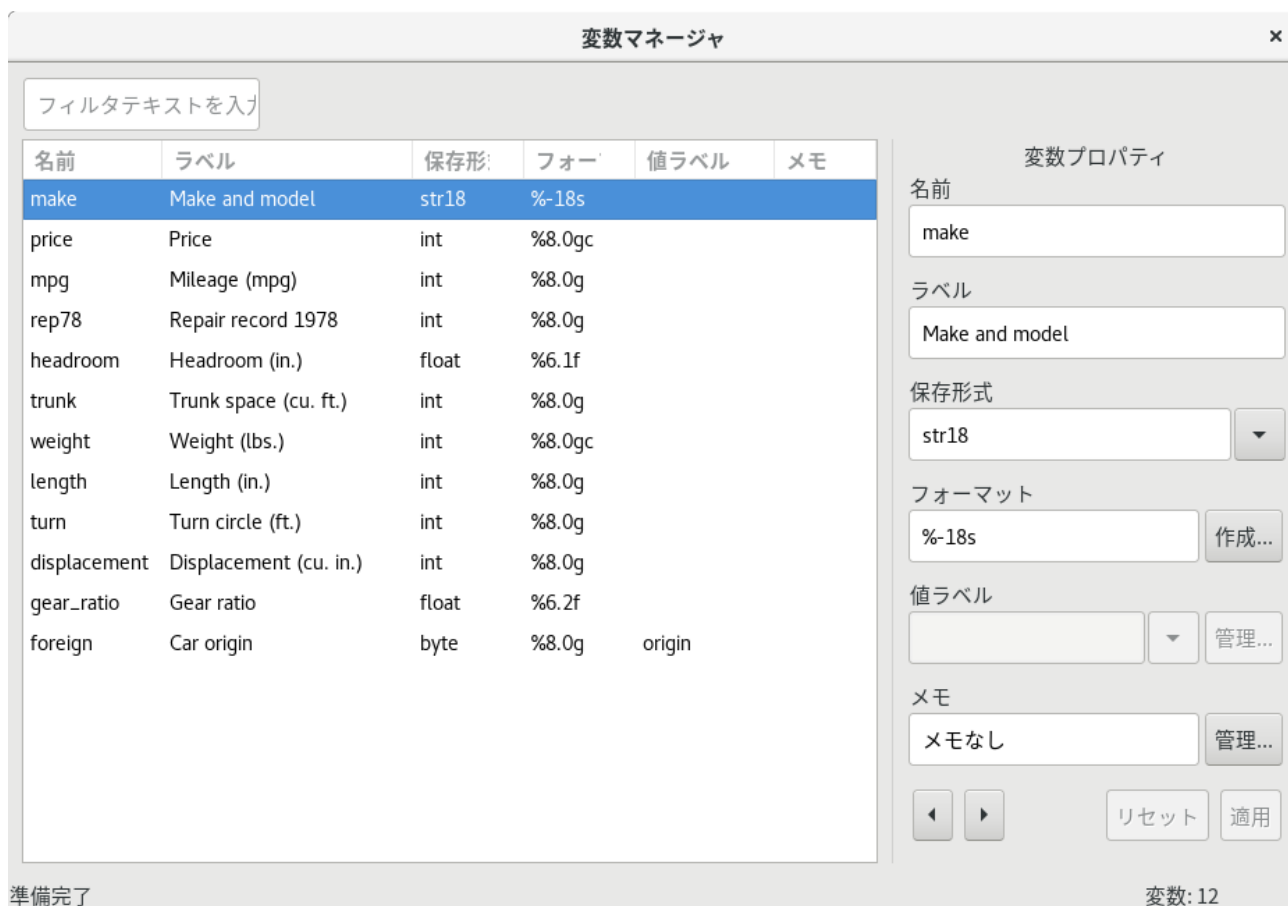 変数マネージャ ×
フィルタテキストを入
名前 ラベル 保存形 フォー 値ラベル メモ
make Make and model str18 %-18s
price Price int %8.0gc
mpg Mileage (mpg) int %8.0g
rep78 Repair record 1978 int %8.0g
headroom Headroom (in.) float %6.1f
trunk Trunk space (cu. ft.) int %8.0g
weight Weight (lbs.) int %8.0gc
length Length (in.) int %8.0g
turn Turn circle (ft.) int %8.0g
displacement Displacement (cu. in.) int %8.0g
gear_ratio Gear ratio float %6.2f
foreign Car origin byte %8.0g origin
変数プロパティ
名前
make
ラベル
Make and model
保存形式
str18
フォーマット
%-18s 作成...
値ラベル
管理...
メモ
メモなし 管理...
リセット 適用
準備完了 変数: 12